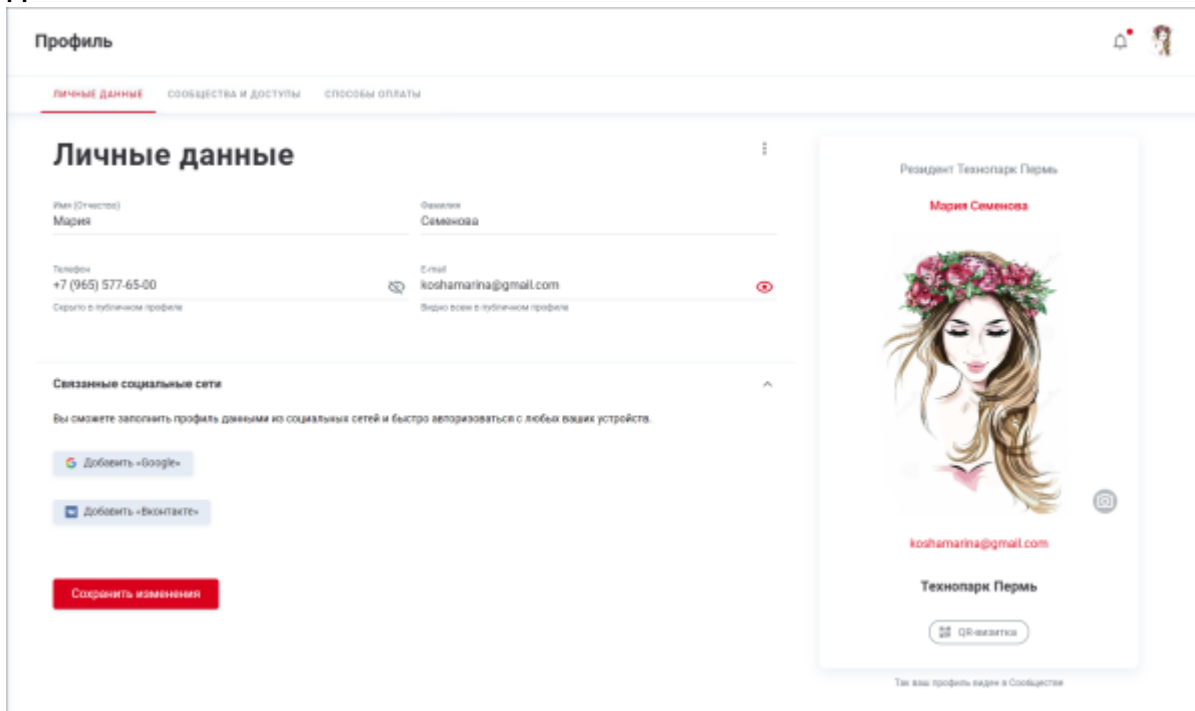 Профиль
ЛИЧНЫЕ ДАННЫЕ СООБЩЕСТВА И ДОСТУПЫ СПОСОБЫ ОПЛАТЫ
Личные данные
Имя (Отчество) Фамилия
Мария Семенова
Телефон E-mail
+7 (965) 577-65-00 koshamarina@gmail.com
Скрыто в публичном профиле Видно всем в публичном профиле
Связанные социальные сети
Вы сможете заполнить профиль данными из социальных сетей и быстро авторизоваться с любых ваших устройств.
Добавить «Google»
Добавить «Вконтакте»
Сохранить изменения
Резидент Технопарк Пермь
Мария Семенова
koshamarina@gmail.com
Технопарк Пермь
QR-визитка
Так ваш профиль виден в Сообществе